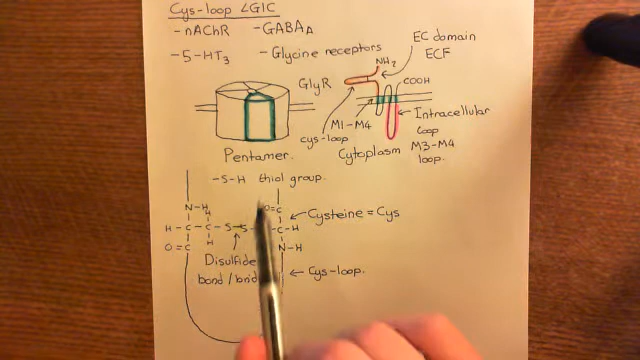 Cys-loop LGIC
-nAChR -GABAA
-5-HT3 -Glycine receptors
EC domain
ECF
NH2
GlyR
COOH
M1-M4
cys-loop
Intracellular
loop
M3-M4
loop.
Pentamer.
Cytoplasm
-S-H thiol group.
N-H
O=C
H
H-C-C-S-S
C-H
Cysteine = Cys
O=C
H
N-H
Disulfide
bond/
Cys-loop.